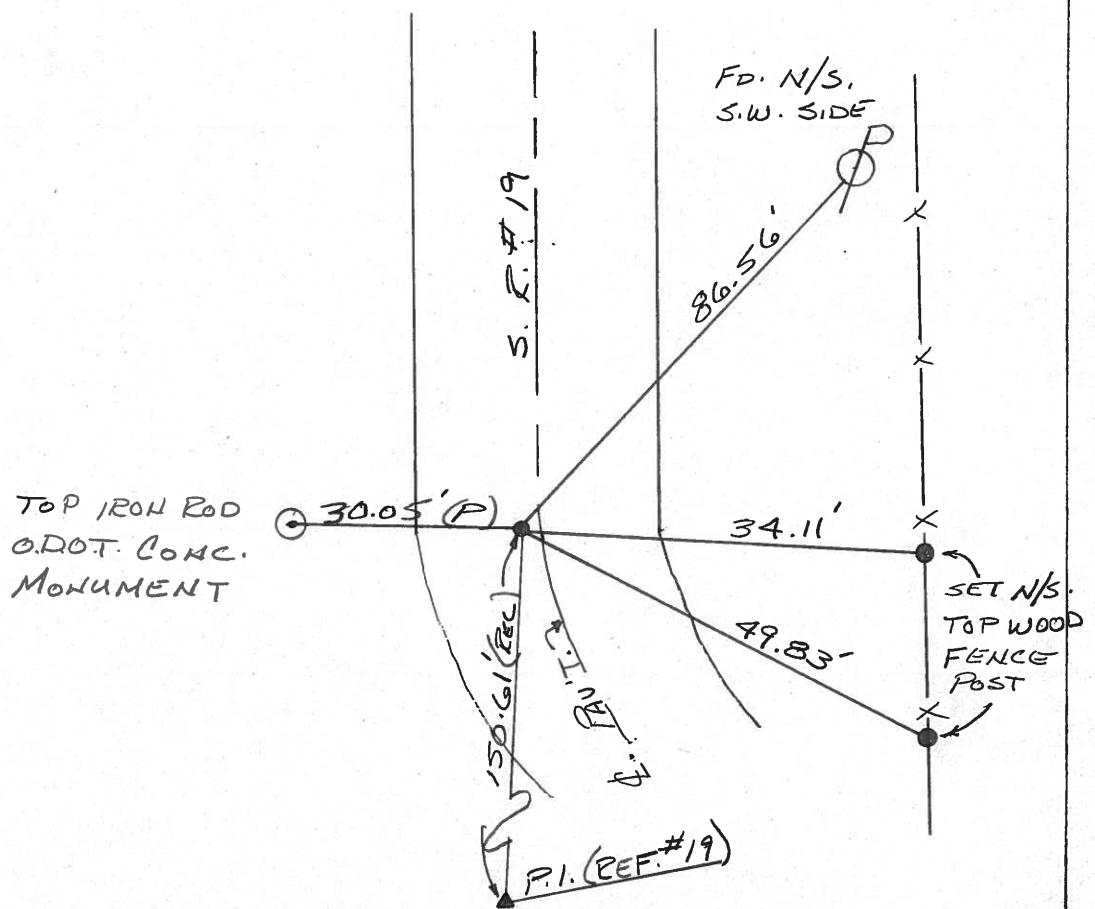 FD. N/S.
S.W. SIDE
P
S. R. #19
86.56'
X
X
TOP IRON ROD
O.D.O.T. CONC.
MONUMENT
30.05' (P)
34.11'
X
SET N/S.
TOP WOOD
FENCE
POST
49.83'
X
150.61' (REC)
℄ PAV'T.
P.I. (REF. #19)